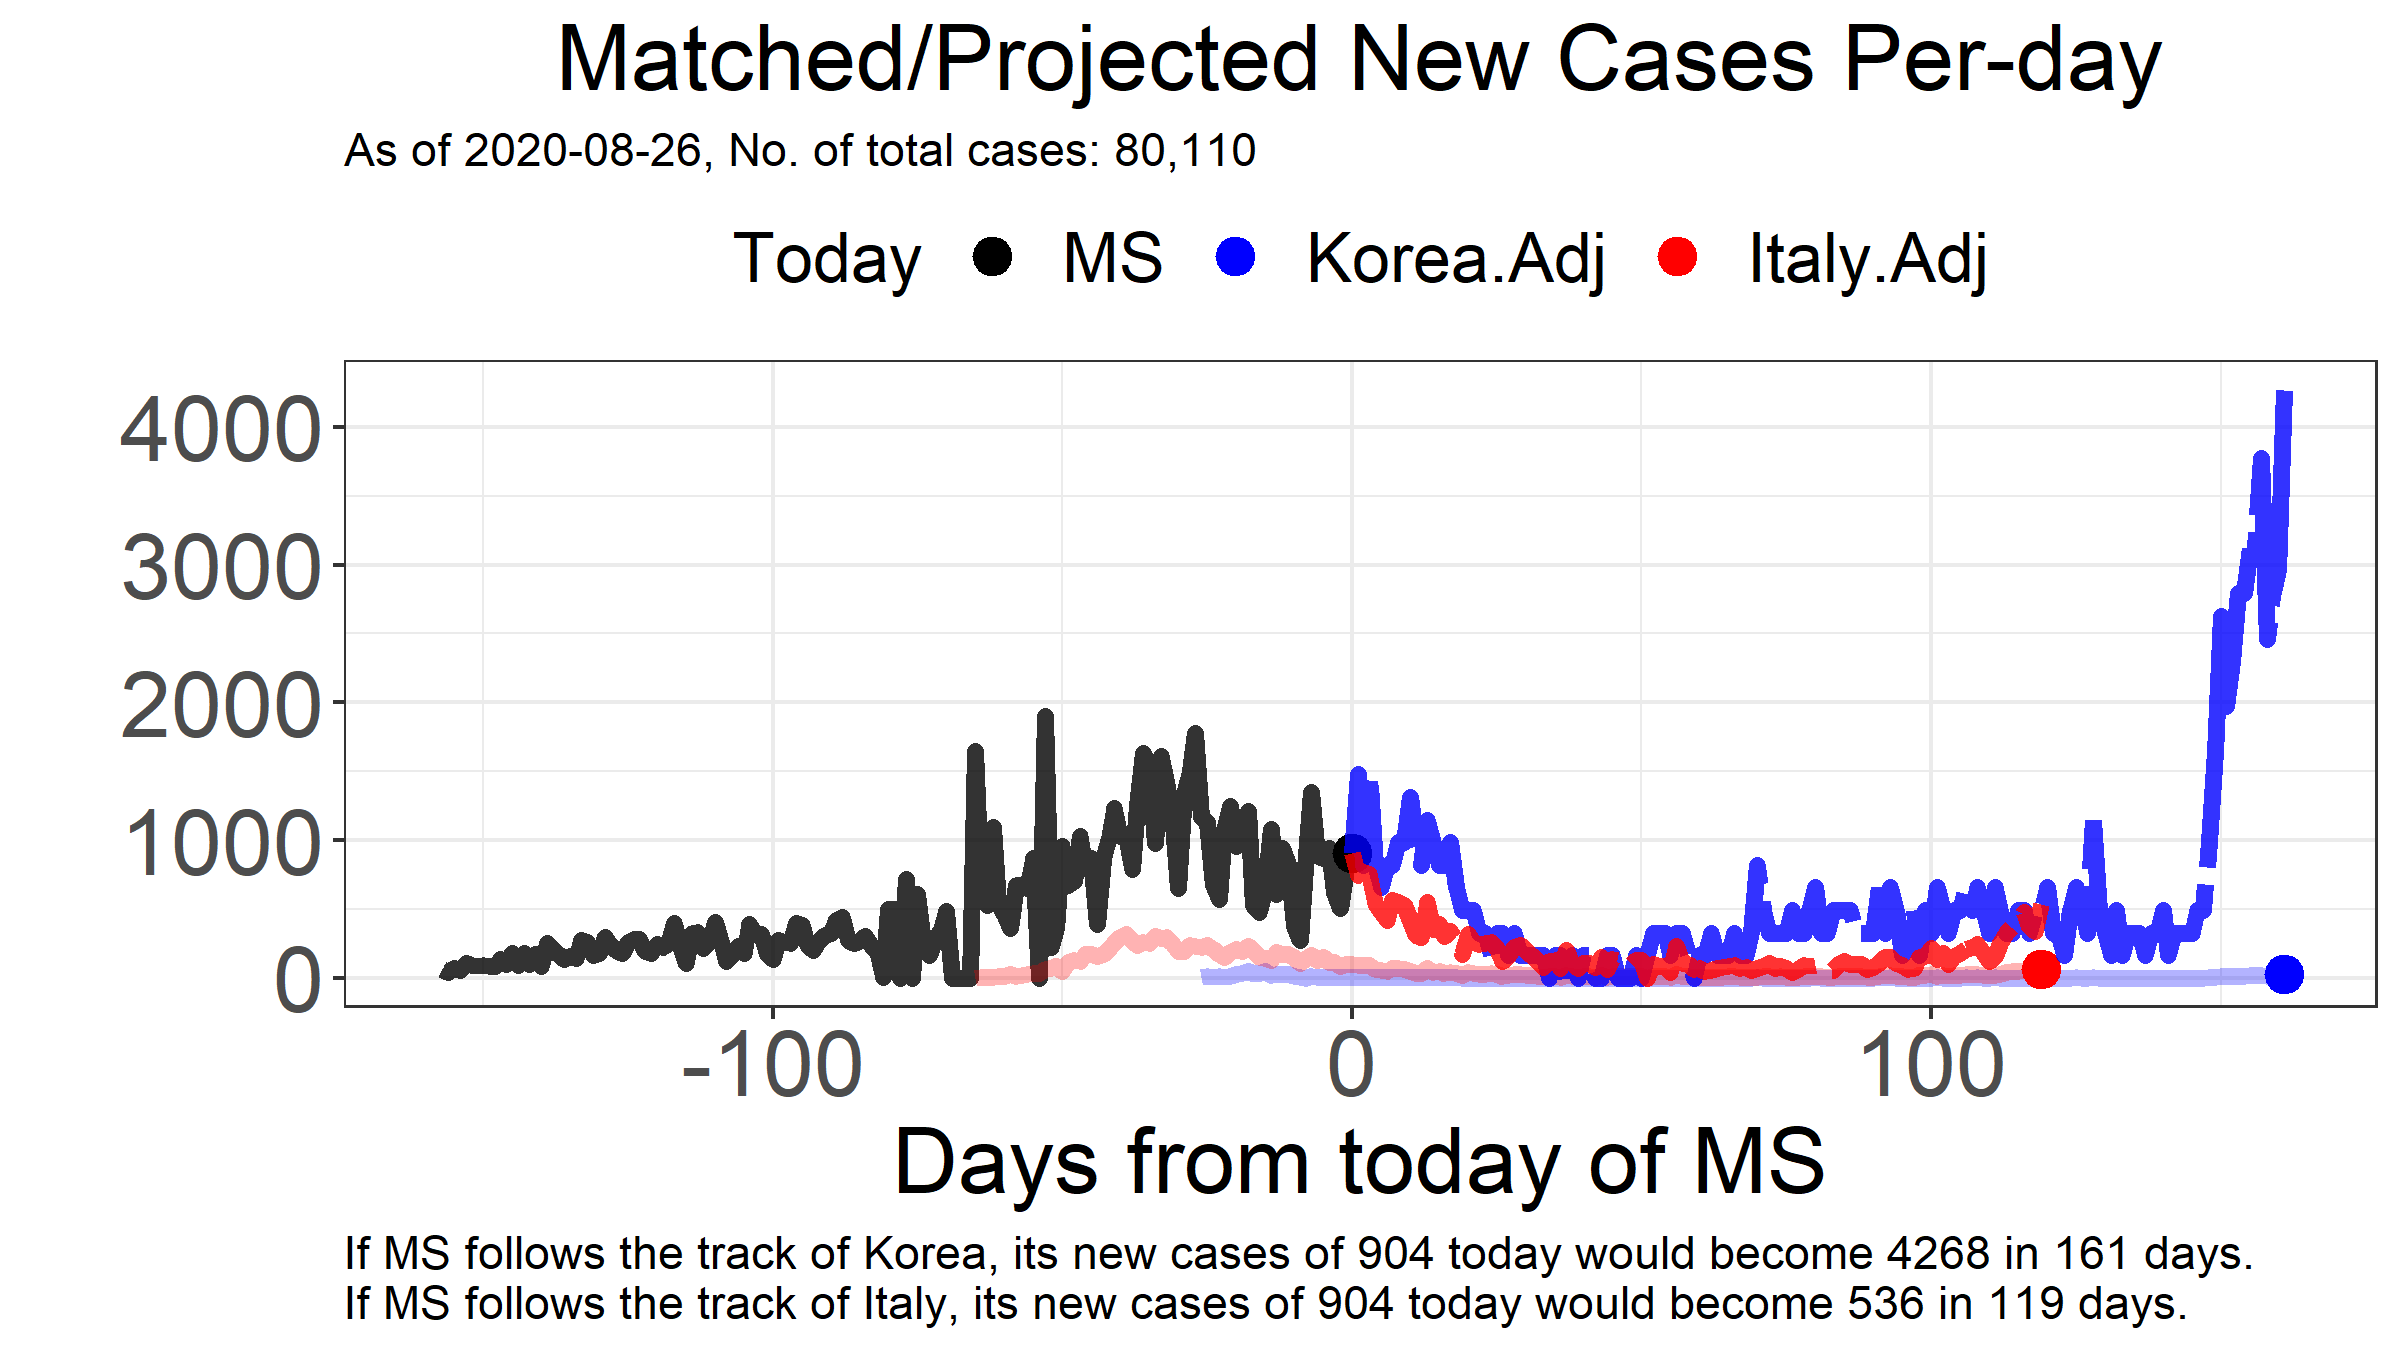 Matched/Projected New Cases Per-day
As of 2020-08-26, No. of total cases: 80,110
Today MS Korea.Adj Italy.Adj
4000
3000
2000
1000
0
-100 0 100
Days from today of MS
If MS follows the track of Korea, its new cases of 904 today would become 4268 in 161 days.
If MS follows the track of Italy, its new cases of 904 today would become 536 in 119 days.